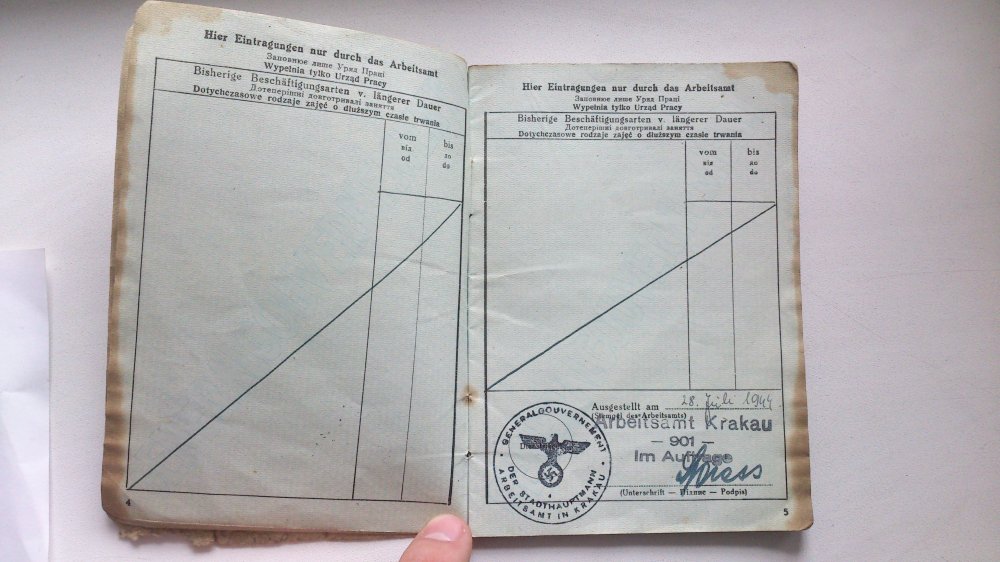 Hier Eintragungen nur durch das Arbeitsamt
Заповнює лише Уряд Праці
Wypełnia tylko Urząd Pracy
Bisherige Beschäftigungsarten v. längerer Dauer
Дотеперішні довготривалі заняття
Dotychczasowe rodzaje zajęć o dłuższym czasie trwania
vom bis
від до
od do
4
Hier Eintragungen nur durch das Arbeitsamt
Заповнює лише Уряд Праці
Wypełnia tylko Urząd Pracy
Bisherige Beschäftigungsarten v. längerer Dauer
Дотеперішні довготривалі заняття
Dotychczasowe rodzaje zajęć o dłuższym czasie trwania
vom bis
від до
od do
Ausgestellt am 28. Juli 1944
(Stempel des Arbeitsamts)
Arbeitsamt Krakau
— 901 —
Im Auftrage
(Unterschrift — Підпис — Podpis)
GENERALGOUVERNEMENT
DER STADTHAUPTMANN
ARBEITSAMT IN KRAKAU
4
5